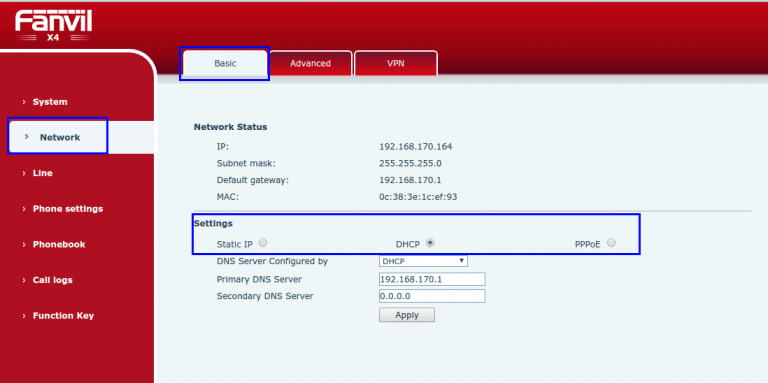 Fanvil
X4
Basic
Advanced
VPN
› System
› Network
› Line
› Phone settings
› Phonebook
› Call logs
› Function Key
Network Status
IP: 192.168.170.164
Subnet mask: 255.255.255.0
Default gateway: 192.168.170.1
MAC: 0c:38:3e:1c:ef:93
Settings
Static IP DHCP PPPoE
DNS Server Configured by DHCP
Primary DNS Server 192.168.170.1
Secondary DNS Server 0.0.0.0
Apply